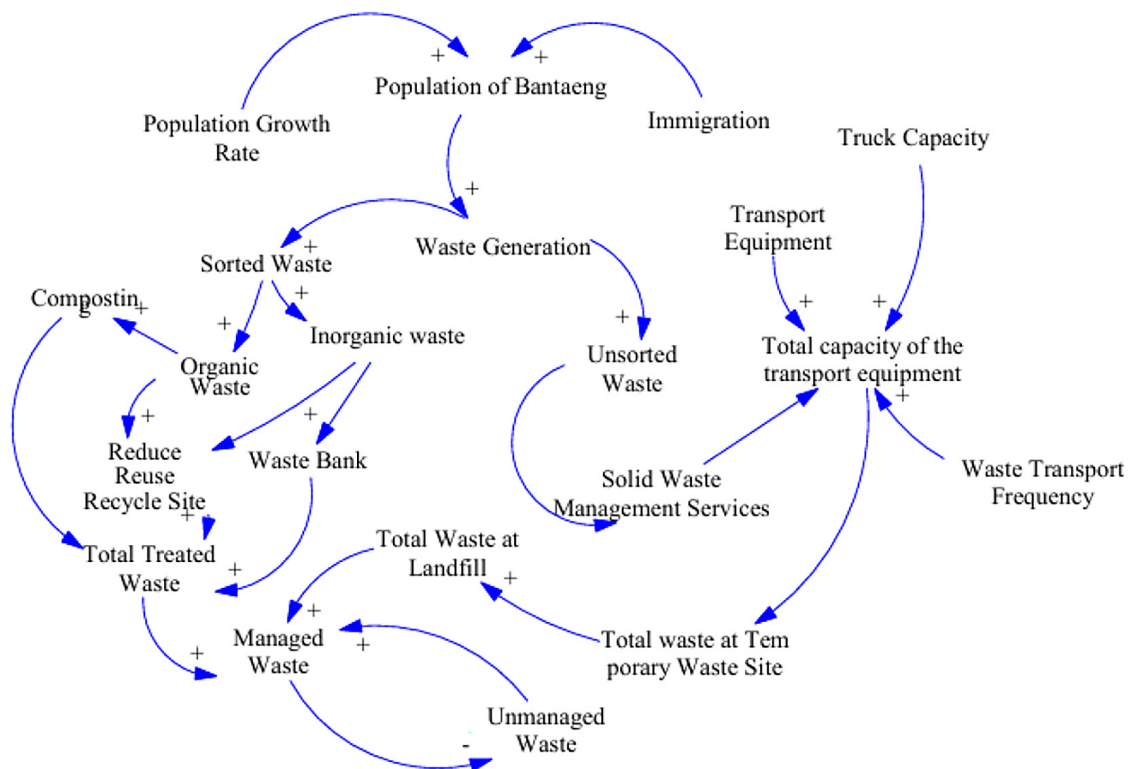 +
+
Population of Bantaeng
Population Growth
Rate
Immigration
Truck Capacity
+
Transport
Equipment
Waste Generation
+
Sorted Waste
Compostin
g
+
+
+
Inorganic waste
+
Unsorted
Waste
+
+
Total capacity of the
transport equipment
+
Organic
Waste
+
+
Reduce
Reuse
Recycle Site
+
Waste Bank
Solid Waste
Management Services
Waste Transport
Frequency
Total Treated
Waste
+
Total Waste at
Landfill
+
+
Managed
Waste
+
+
Total waste at Tem
porary Waste Site
Unmanaged
Waste
-